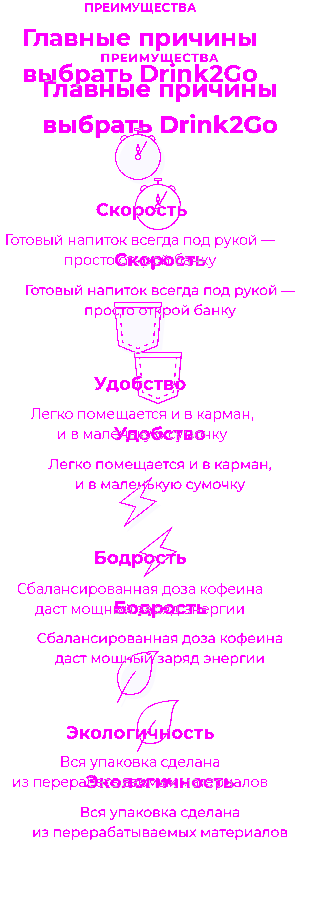 ПРЕИМУЩЕСТВА
Главные причины
выбрать Drink2Go
ПРЕИМУЩЕСТВА
Главные причины
выбрать Drink2Go
Скорость
Готовый напиток всегда под рукой —
просто открой банку
Скорость
Готовый напиток всегда под рукой —
просто открой банку
Удобство
Легко помещается и в карман,
и в маленькую сумочку
Удобство
Легко помещается и в карман,
и в маленькую сумочку
Бодрость
Сбалансированная доза кофеина
даст мощный заряд энергии
Бодрость
Сбалансированная доза кофеина
даст мощный заряд энергии
Экологичность
Вся упаковка сделана
из перерабатываемых материалов
Экологичность
Вся упаковка сделана
из перерабатываемых материалов